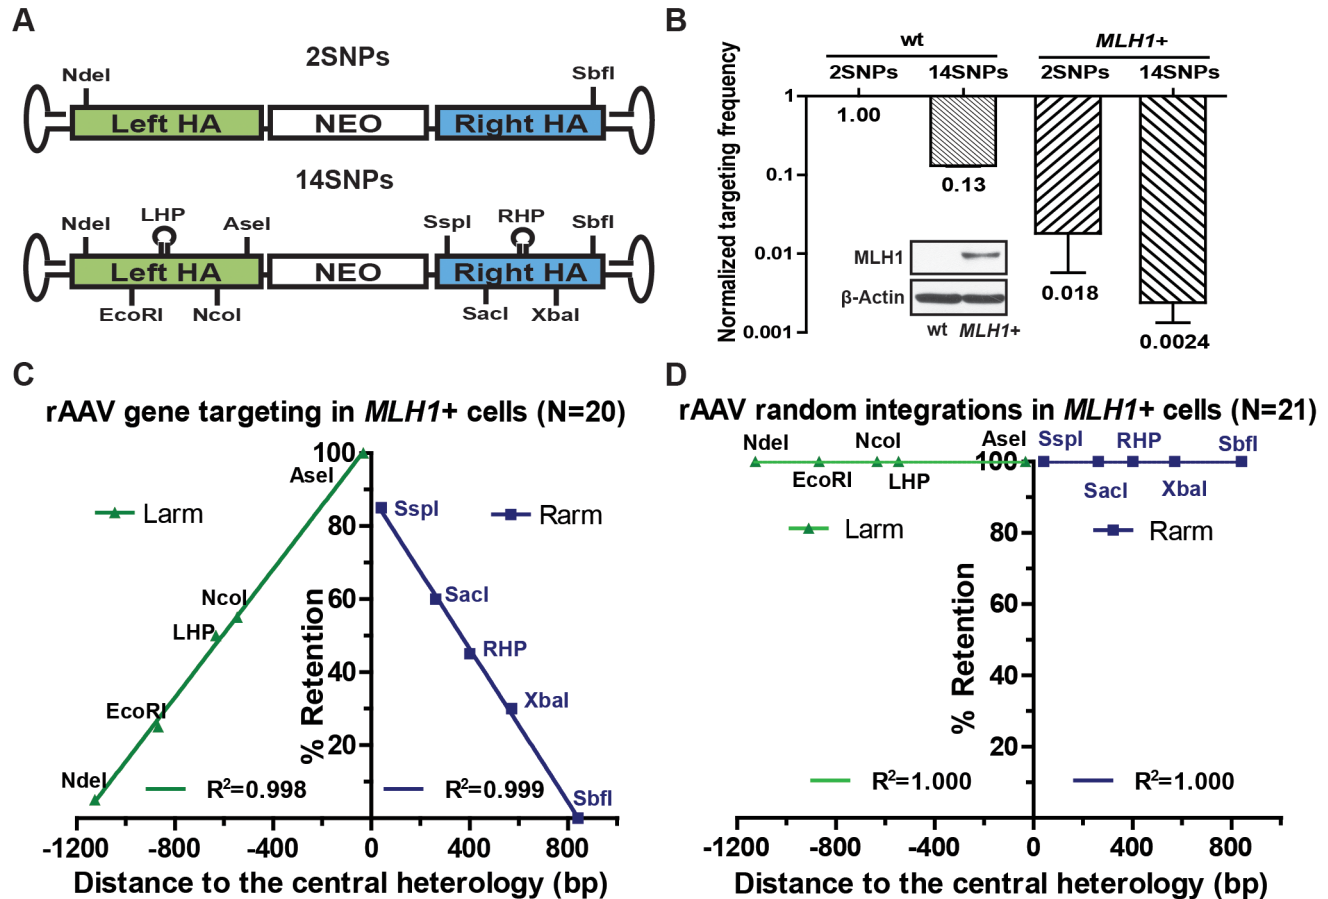 A
2SNPs
NdeI
SbfI
Left HA
NEO
Right HA
14SNPs
NdeI
LHP
AseI
SspI
RHP
SbfI
Left HA
NEO
Right HA
EcoRI
NcoI
SacI
XbaI
B
wt
MLH1+
2SNPs
14SNPs
2SNPs
14SNPs
Normalized targeting frequency
1
0.1
0.01
0.001
1.00
0.13
0.018
0.0024
MLH1
β-Actin
wt
MLH1+
C
rAAV gene targeting in MLH1+ cells (N=20)
100
80
60
40
20
% Retention
AseI
Larm
NcoI
LHP
EcoRI
NdeI
R²=0.998
SspI
Rarm
SacI
RHP
XbaI
SbfI
R²=0.999
-1200
-800
-400
0
400
800
Distance to the central heterology (bp)
D
rAAV random integrations in MLH1+ cells (N=21)
NdeI
NcoI
AseI
SspI
RHP
SbfI
EcoRI
LHP
SacI
XbaI
100
80
60
40
20
% Retention
Larm
Rarm
R²=1.000
R²=1.000
-1200
-800
-400
0
400
800
Distance to the central heterology (bp)